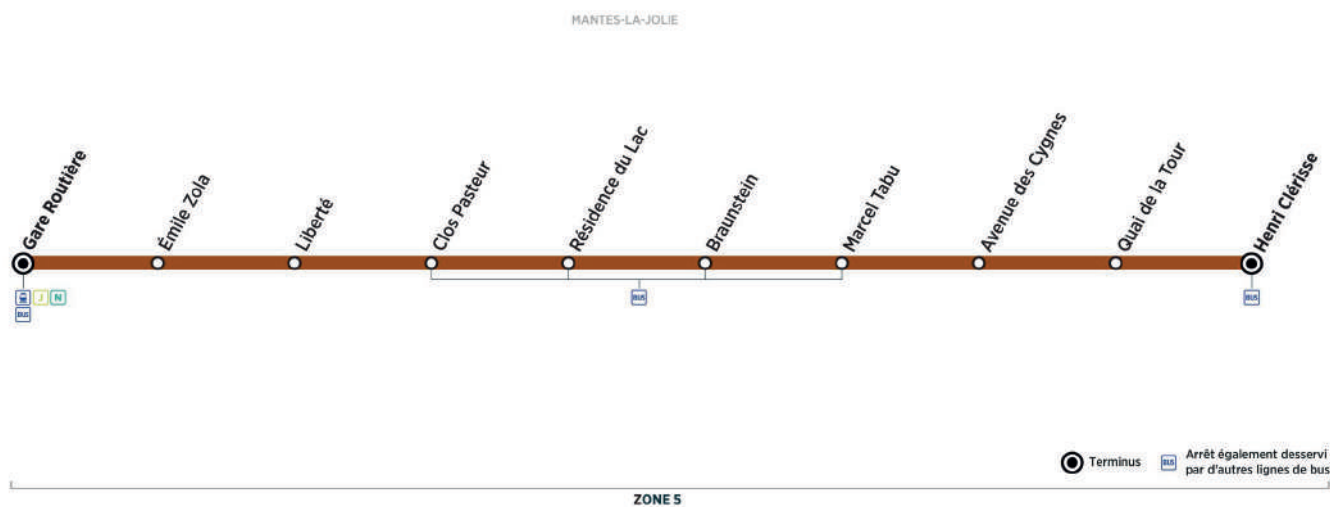 MANTES-LA-JOLIE
Gare Routière
Émile Zola
Liberté
Clos Pasteur
Résidence du Lac
Braunstein
Marcel Tabu
Avenue des Cygnes
Quai de la Tour
Henri Clérisse
J N
BUS
BUS
BUS
Terminus
BUS
Arrêt également desservi
par d'autres lignes de bus
ZONE 5